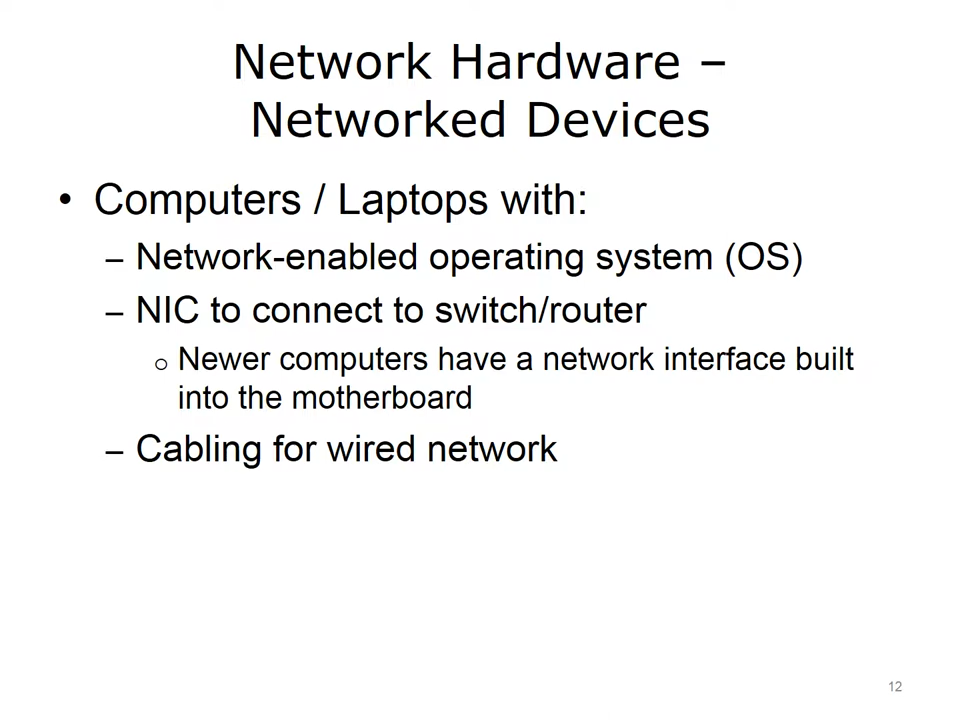 Network Hardware –
Networked Devices
• Computers / Laptops with:
– Network-enabled operating system (OS)
– NIC to connect to switch/router
o Newer computers have a network interface built
into the motherboard
– Cabling for wired network
12